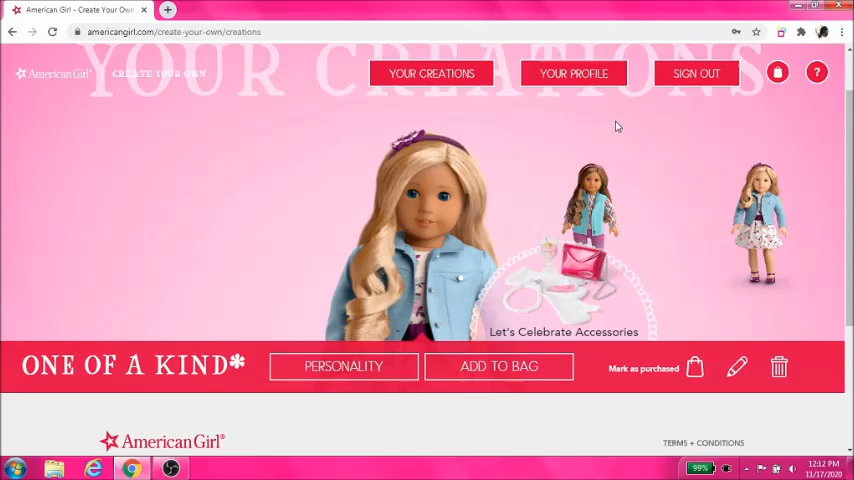 American Girl - Create Your Own
americangirl.com/create-your-own/creations
YOUR CREATIONS
American Girl® CREATE YOUR OWN
YOUR CREATIONS
YOUR PROFILE
SIGN OUT
?
Let's Celebrate Accessories
ONE OF A KIND*
PERSONALITY
ADD TO BAG
Mark as purchased
American Girl®
TERMS + CONDITIONS
99%
12:12 PM
11/17/2020